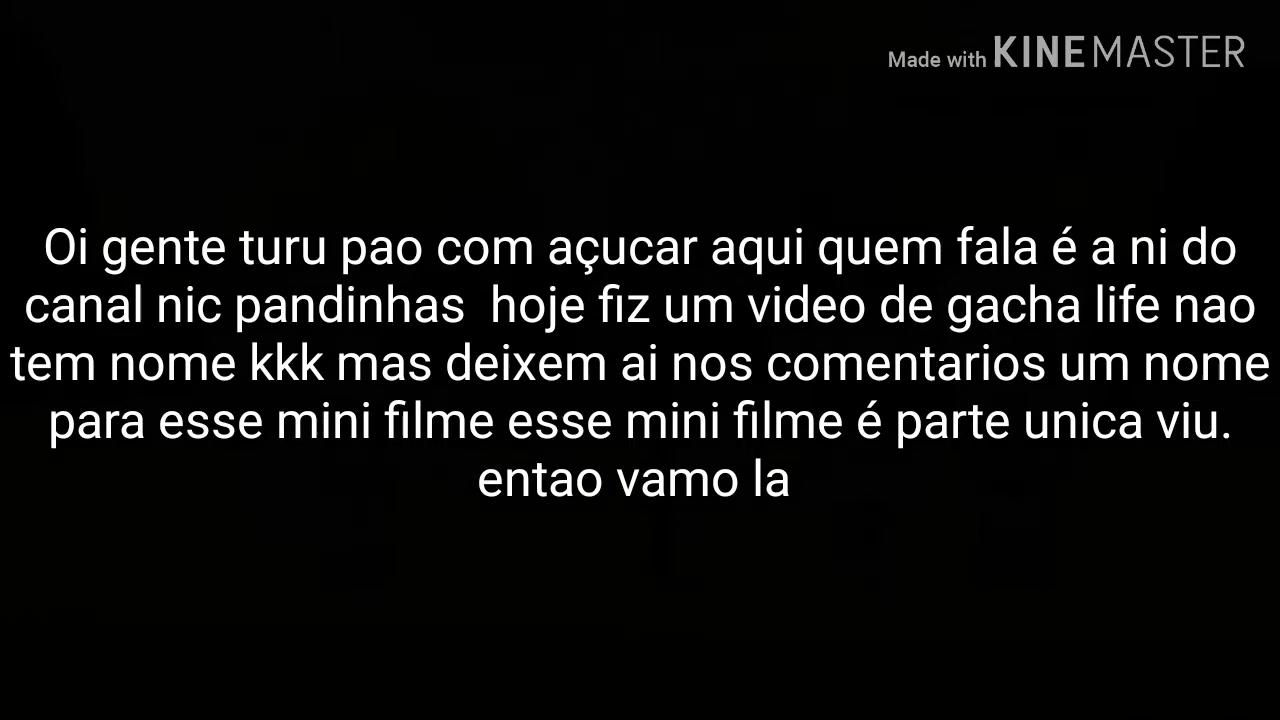 Made with KINEMASTER
Oi gente turu pao com açucar aqui quem fala é a ni do
canal nic pandinhas  hoje fiz um video de gacha life nao
tem nome kkk mas deixem ai nos comentarios um nome
para esse mini filme esse mini filme é parte unica viu.
entao vamo la